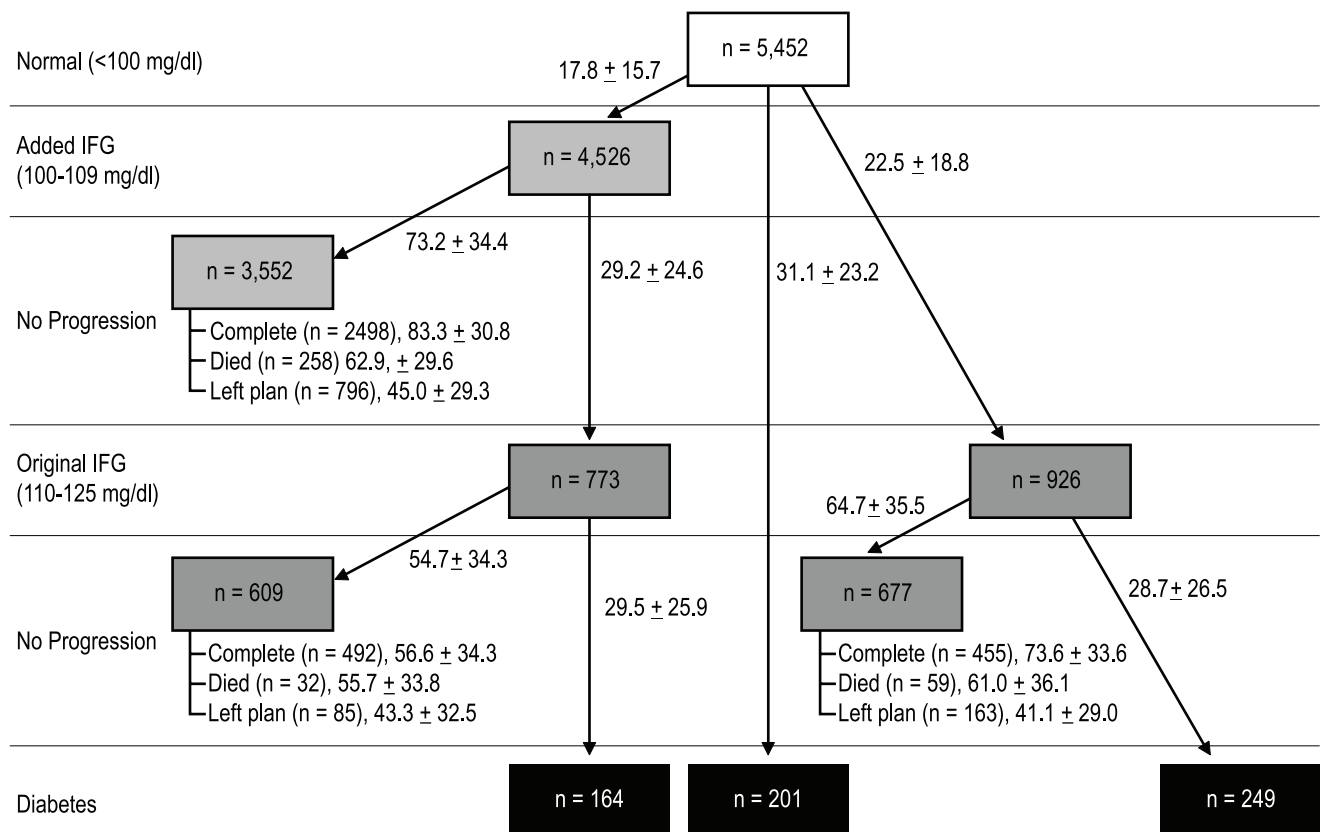 Normal (<100 mg/dl)
n = 5,452
17.8 ± 15.7
Added IFG
(100-109 mg/dl)
n = 4,526
22.5 ± 18.8
No Progression
n = 3,552
73.2 ± 34.4
29.2 ± 24.6
31.1 ± 23.2
Complete (n = 2498), 83.3 ± 30.8
Died (n = 258) 62.9, ± 29.6
Left plan (n = 796), 45.0 ± 29.3
Original IFG
(110-125 mg/dl)
n = 773
n = 926
64.7± 35.5
No Progression
n = 609
54.7± 34.3
29.5 ± 25.9
n = 677
28.7± 26.5
Complete (n = 492), 56.6 ± 34.3
Died (n = 32), 55.7 ± 33.8
Left plan (n = 85), 43.3 ± 32.5
Complete (n = 455), 73.6 ± 33.6
Died (n = 59), 61.0 ± 36.1
Left plan (n = 163), 41.1 ± 29.0
Diabetes
n = 164
n = 201
n = 249